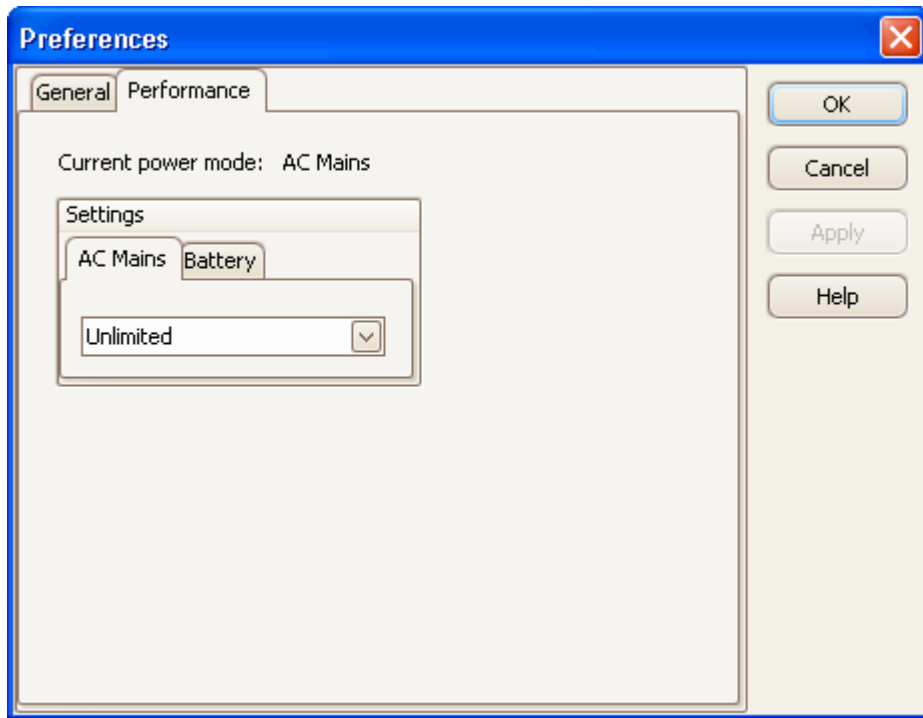 Preferences
General Performance
OK
Current power mode: AC Mains
Cancel
Settings
Apply
AC Mains Battery
Help
Unlimited